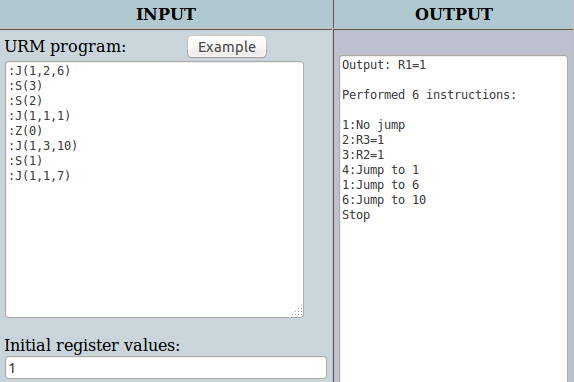 INPUT
URM program:
Example
:J(1,2,6)
:S(3)
:S(2)
:J(1,1,1)
:Z(0)
:J(1,3,10)
:S(1)
:J(1,1,7)
Initial register values:
1
OUTPUT
Output: R1=1
Performed 6 instructions:
1:No jump
2:R3=1
3:R2=1
4:Jump to 1
1:Jump to 6
6:Jump to 10
Stop